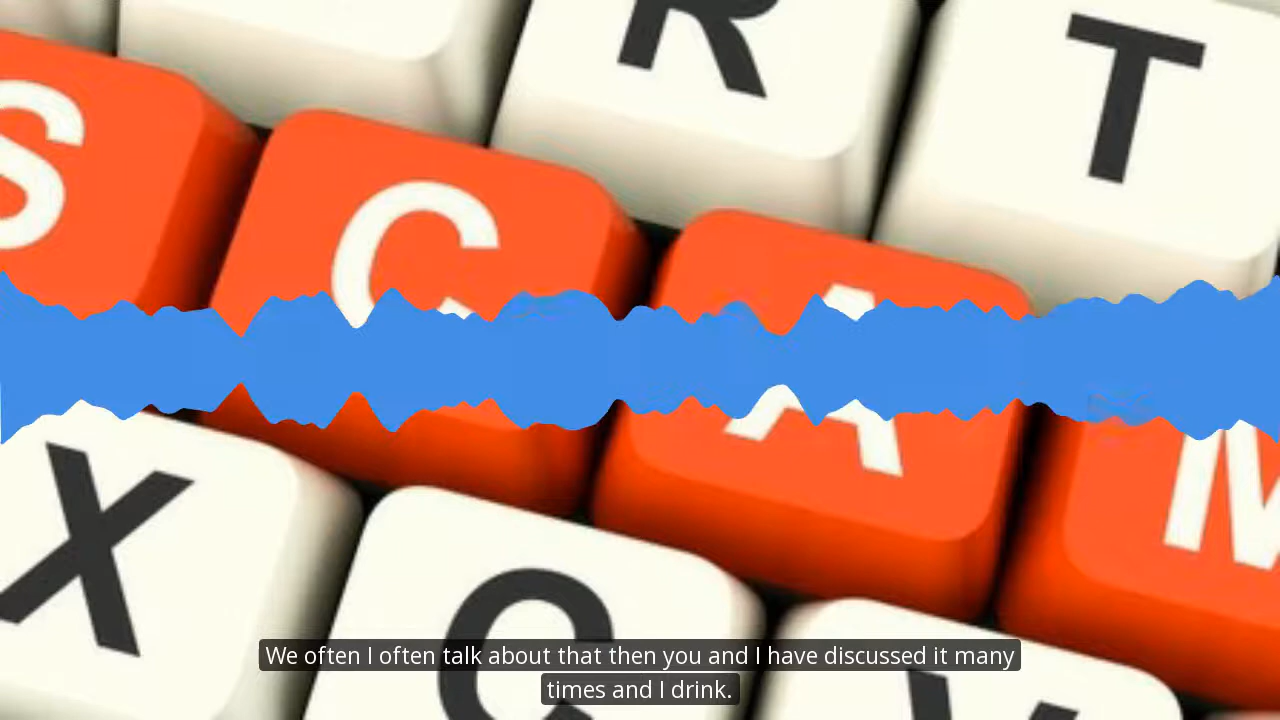 R T
S C A M
X C V
We often I often talk about that then you and I have discussed it many
times and I drink.